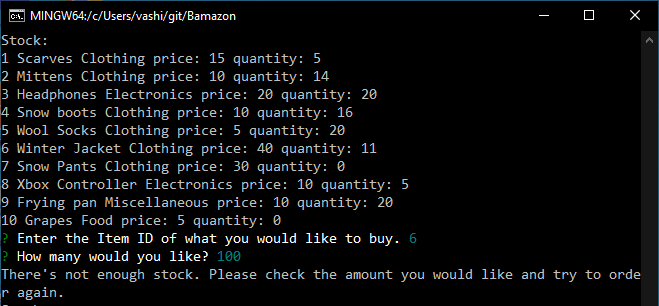 MINGW64:/c/Users/vashi/git/Bamazon
Stock:
1 Scarves Clothing price: 15 quantity: 5
2 Mittens Clothing price: 10 quantity: 14
3 Headphones Electronics price: 20 quantity: 20
4 Snow boots Clothing price: 10 quantity: 16
5 Wool Socks Clothing price: 5 quantity: 20
6 Winter Jacket Clothing price: 40 quantity: 11
7 Snow Pants Clothing price: 30 quantity: 0
8 Xbox Controller Electronics price: 10 quantity: 5
9 Frying pan Miscellaneous price: 10 quantity: 20
10 Grapes Food price: 5 quantity: 0
? Enter the Item ID of what you would like to buy. 6
? How many would you like? 100
There's not enough stock. Please check the amount you would like and try to orde
r again.